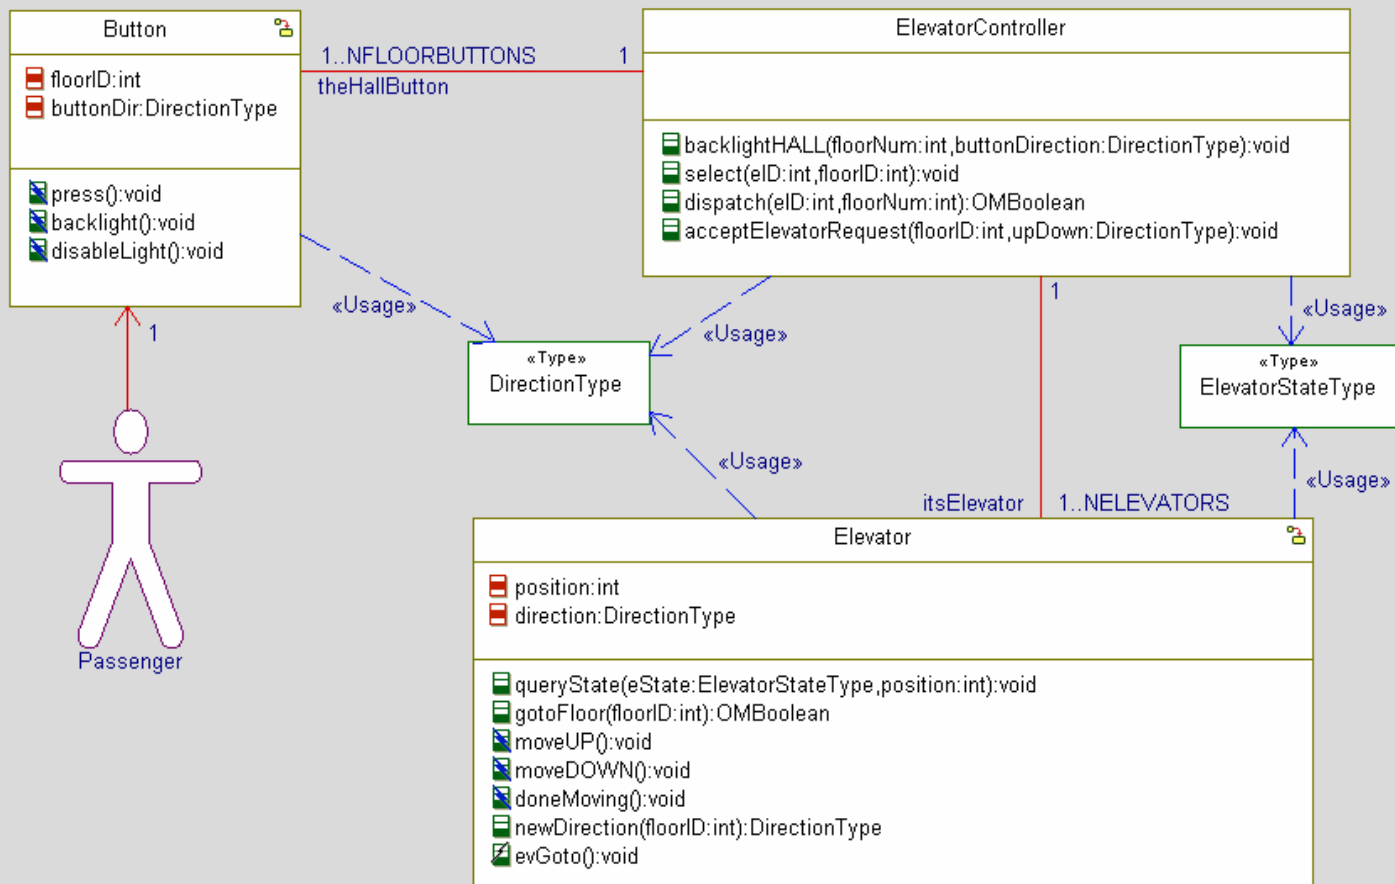 Button
floorID:int
buttonDir:DirectionType
press():void
backlight():void
disableLight():void
1..NFLOORBUTTONS
1
theHallButton
ElevatorController
backlightHALL(floorNum:int,buttonDirection:DirectionType):void
select(eID:int,floorID:int):void
dispatch(eID:int,floorNum:int):OMBoolean
acceptElevatorRequest(floorID:int,upDown:DirectionType):void
1
«Usage»
«Usage»
1
«Usage»
«Type»
DirectionType
«Type»
ElevatorStateType
«Usage»
«Usage»
Passenger
itsElevator
1..NELEVATORS
Elevator
position:int
direction:DirectionType
queryState(eState:ElevatorStateType,position:int):void
gotoFloor(floorID:int):OMBoolean
moveUP():void
moveDOWN():void
doneMoving():void
newDirection(floorID:int):DirectionType
evGoto():void